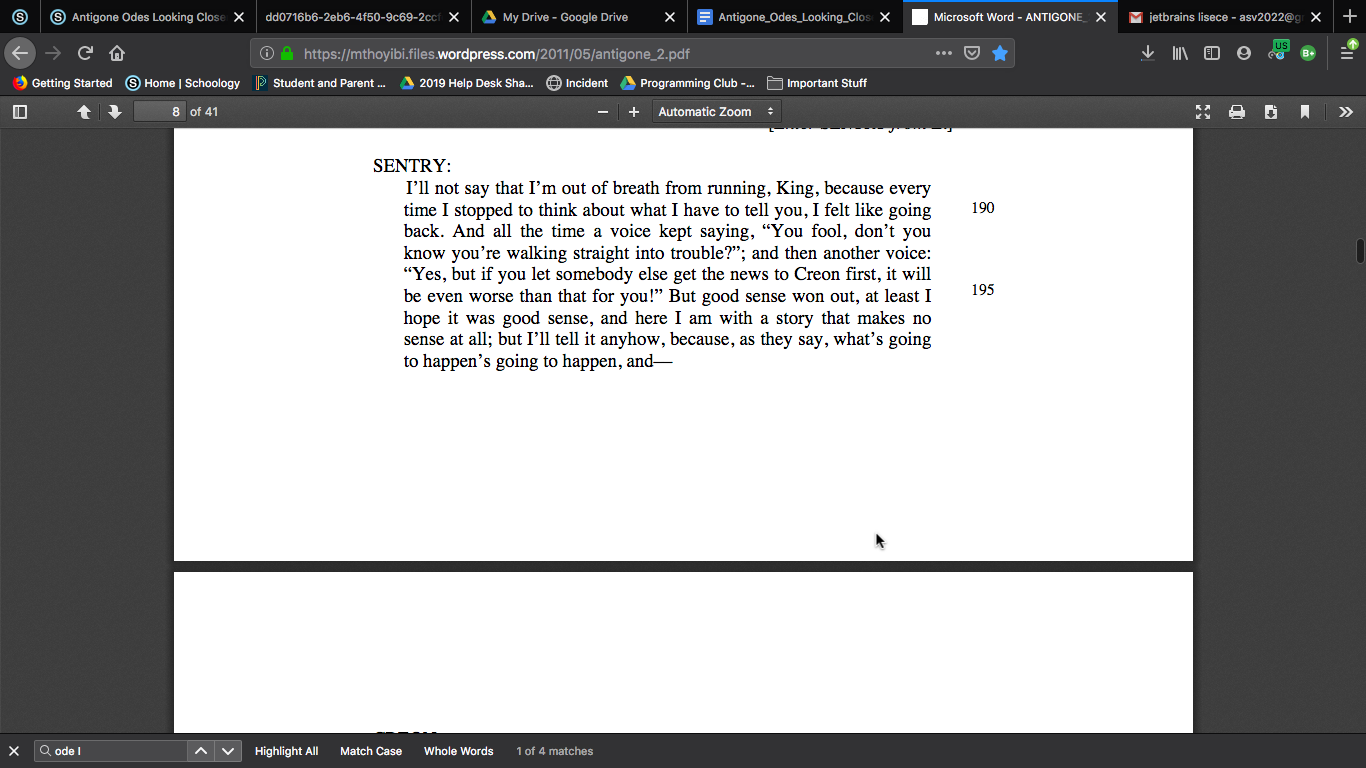 Antigone Odes Looking Close
dd0716b6-2eb6-4f50-9c69-2ccf
My Drive - Google Drive
Antigone_Odes_Looking_Clos
Microsoft Word - ANTIGONE_
jetbrains lisece - asv2022@g
https://mthoyibi.files.wordpress.com/2011/05/antigone_2.pdf
US
B+
Getting Started
Home | Schoology
Student and Parent ...
2019 Help Desk Sha...
Incident
Programming Club -...
Important Stuff
8 of 41
Automatic Zoom
SENTRY:
I’ll not say that I’m out of breath from running, King, because every
time I stopped to think about what I have to tell you, I felt like going 190
back. And all the time a voice kept saying, “You fool, don’t you
know you’re walking straight into trouble?”; and then another voice:
“Yes, but if you let somebody else get the news to Creon first, it will
be even worse than that for you!” But good sense won out, at least I 195
hope it was good sense, and here I am with a story that makes no
sense at all; but I’ll tell it anyhow, because, as they say, what’s going
to happen’s going to happen, and—
ode I
Highlight All
Match Case
Whole Words
1 of 4 matches